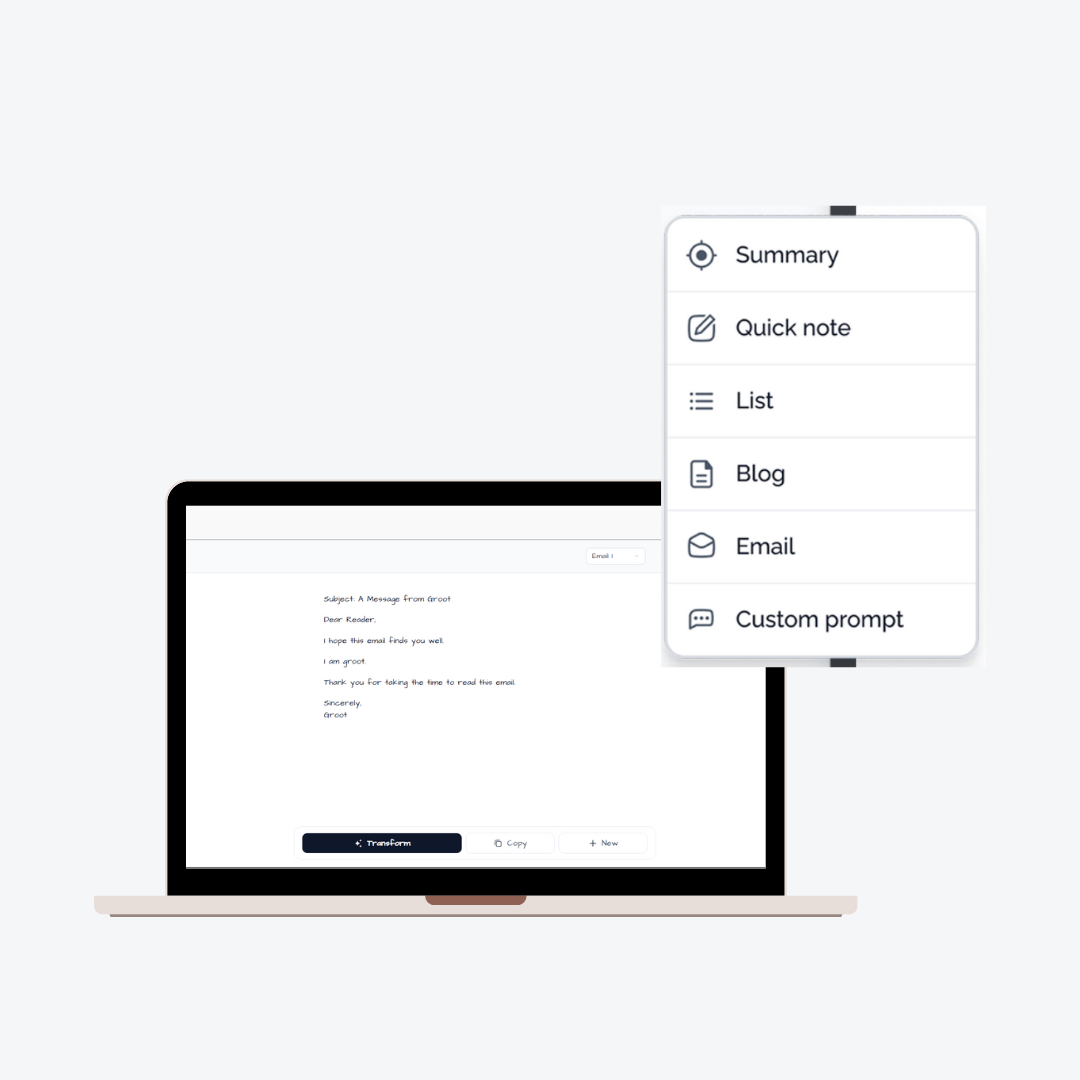 Summary
Quick note
List
Blog
Email
Custom prompt
Email 1
Subject: A Message from Groot
Dear Reader,
I hope this email finds you well.
I am groot.
Thank you for taking the time to read this email.
Sincerely,
Groot
Transform
Copy
New